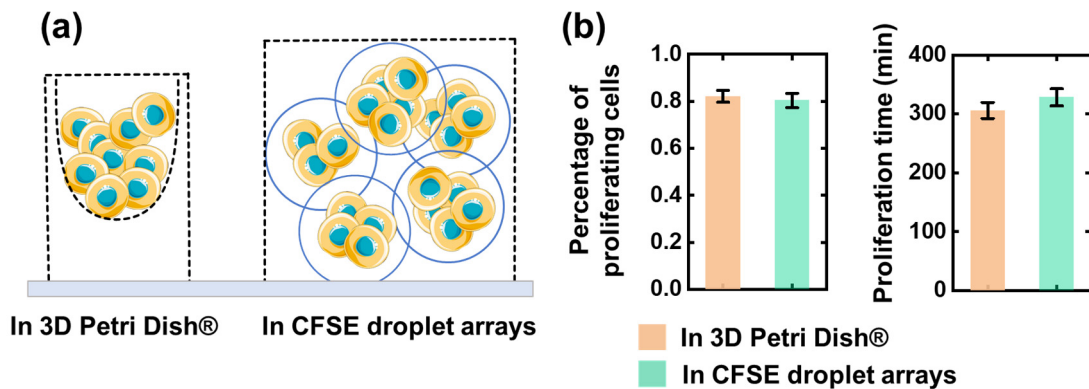 (a)
In 3D Petri Dish®
In CFSE droplet arrays
(b)
Percentage of
proliferating cells
1.0
0.8
0.6
0.4
0.2
0.0
Proliferation time (min)
400
300
200
100
0
In 3D Petri Dish®
In CFSE droplet arrays